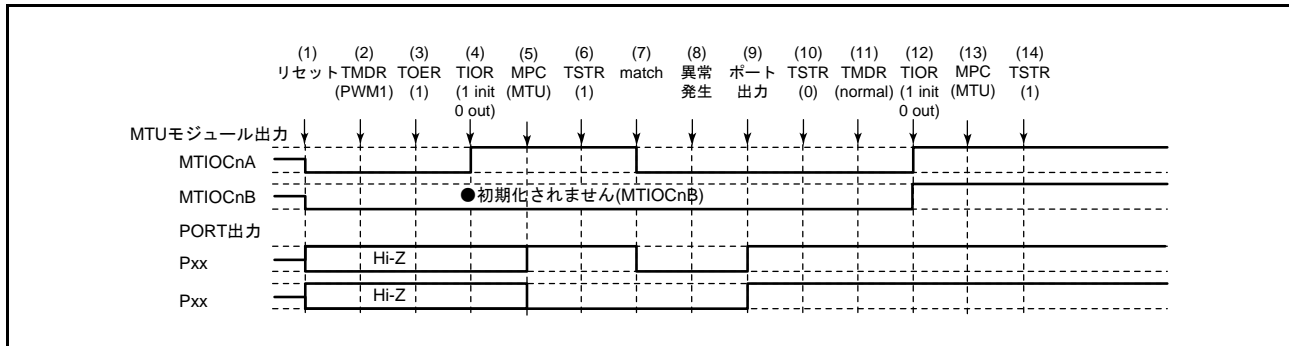 (1) (2) (3) (4) (5) (6) (7) (8) (9) (10) (11) (12) (13) (14)
リセット TMDR TOER TIOR MPC TSTR match 異常 ポート TSTR TMDR TIOR MPC TSTR
(PWM1) (1) (1 init (MTU) (1) 発生 出力 (0) (normal) (1 init (MTU) (1)
0 out) 0 out)
MTUモジュール出力
MTIOCnA
MTIOCnB ●初期化されません(MTIOCnB)
PORT出力
Pxx Hi-Z
Pxx Hi-Z